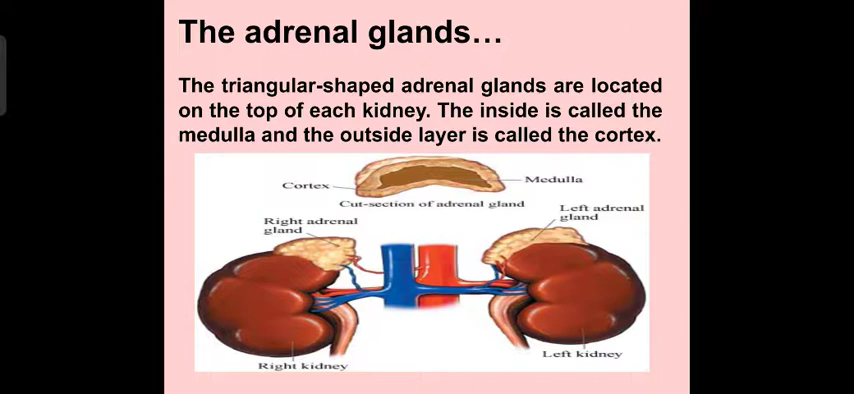 The adrenal glands...
The triangular-shaped adrenal glands are located
on the top of each kidney. The inside is called the
medulla and the outside layer is called the cortex.
Cortex
Medulla
Cut-section of adrenal gland
Right adrenal
gland
Left adrenal
gland
Right kidney
Left kidney